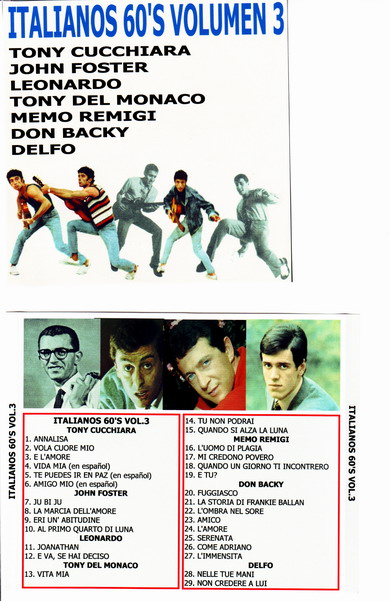 ITALIANOS 60'S VOLUMEN 3
TONY CUCCHIARA
JOHN FOSTER
LEONARDO
TONY DEL MONACO
MEMO REMIGI
DON BACKY
DELFO
ITALIANOS 60'S VOL.3
ITALIANOS 60'S VOL.3
TONY CUCCHIARA
1. ANNALISA
2. VOLA CUORE MIO
3. E L'AMORE
4. VIDA MIA (en español)
5. TE PUEDES IR EN PAZ (en español)
6. AMIGO MIO (en español)
JOHN FOSTER
7. JU BI JU
8. LA MARCIA DELL'AMORE
9. ERI UN' ABITUDINE
10. AL PRIMO QUARTO DI LUNA
LEONARDO
11. JOANATHAN
12. E VA, SE HAI DECISO
TONY DEL MONACO
13. VITA MIA
14. TU NON PODRAI
15. QUANDO SI ALZA LA LUNA
MEMO REMIGI
16. L'UOMO DI PLAGIA
17. MI CREDONO POVERO
18. QUANDO UN GIORNO TI INCONTRERO
19. E TU?
DON BACKY
20. FUGGIASCO
21. LA STORIA DI FRANKIE BALLAN
22. L'OMBRA NEL SORE
23. AMICO
24. L'AMORE
25. SERENATA
26. COME ADRIANO
27. L'IMMENSITA
DELFO
28. NELLE TUE MANI
29. NON CREDERE A LUI
ITALIANOS 60'S VOL.3